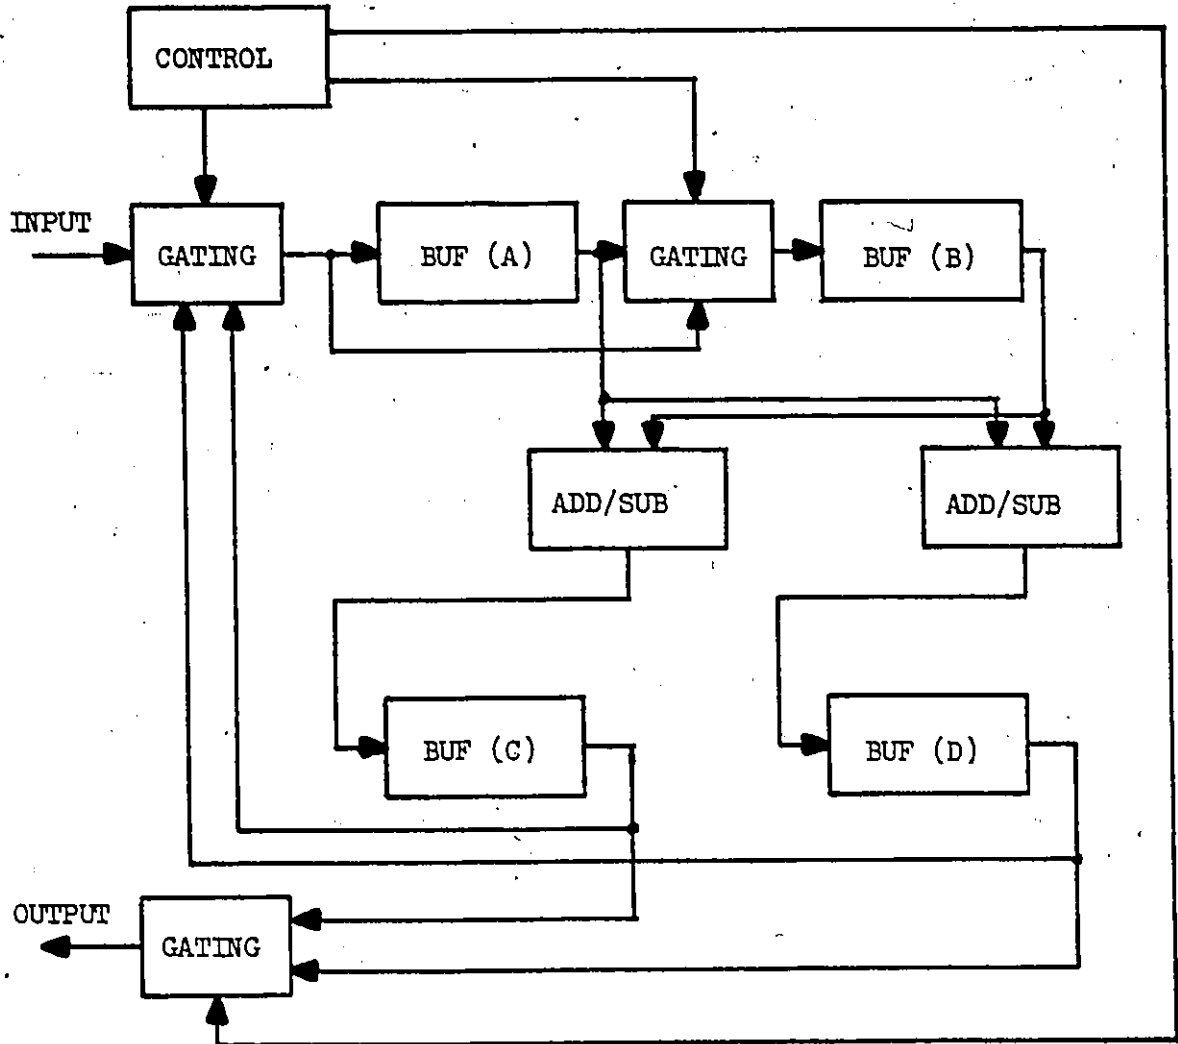 CONTROL
INPUT
GATING
BUF (A)
GATING
BUF (B)
ADD/SUB
ADD/SUB
BUF (C)
BUF (D)
OUTPUT
GATING